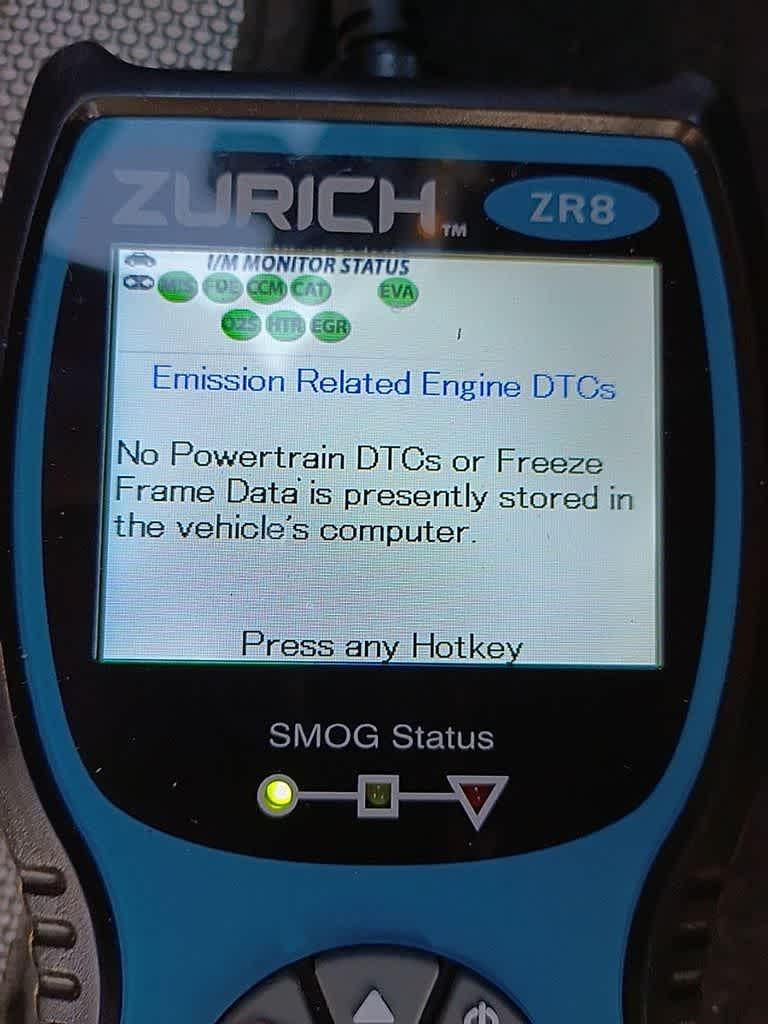 ZURICH™ ZR8
I/M MONITOR STATUS
MIS FUE CCM CAT EVA
O2S HTR EGR
Emission Related Engine DTCs
No Powertrain DTCs or Freeze
Frame Data is presently stored in
the vehicle's computer.
Press any Hotkey
SMOG Status